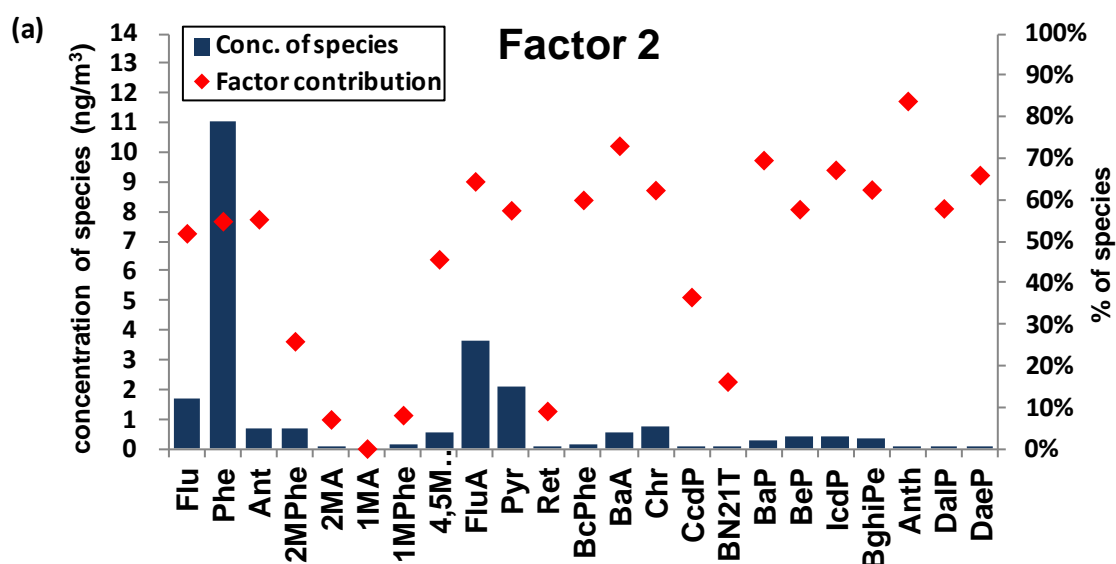 (a)
Factor 2
Conc. of species
Factor contribution
concentration of species (ng/m³)
14
13
12
11
10
9
8
7
6
5
4
3
2
1
0
100%
90%
80%
70%
60%
50%
40%
30%
20%
10%
0%
% of species
Flu
Phe
Ant
2MPhe
2MA
1MA
1MPhe
4,5M…
FluA
Pyr
Ret
BcPhe
BaA
Chr
CcdP
BN21T
BaP
BeP
IcdP
BghiPe
Anth
DalP
DaeP